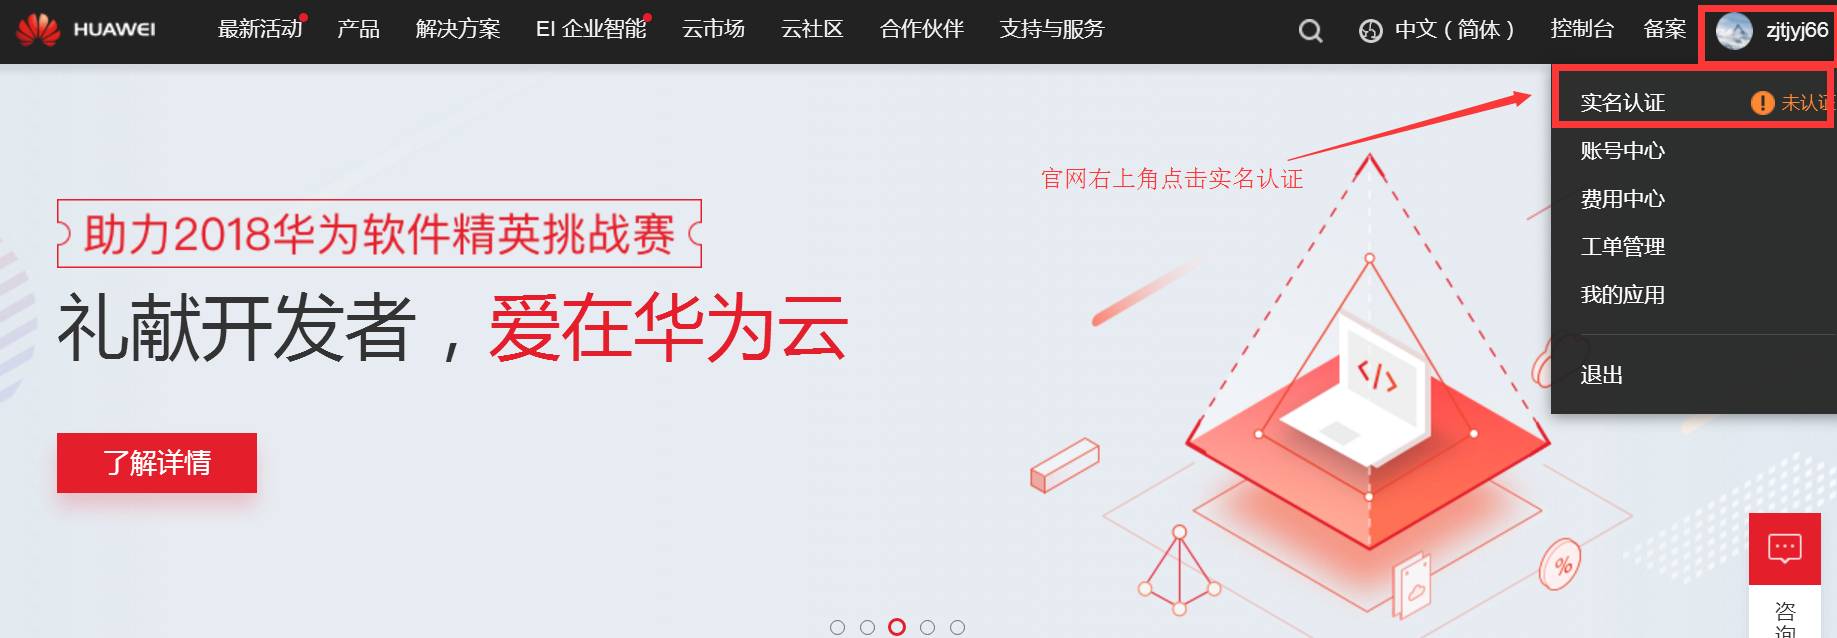 HUAWEI 最新活动 产品 解决方案 EI 企业智能 云市场 云社区 合作伙伴 支持与服务 中文 ( 简体 ) 控制台 备案 zjtjyj66
实名认证 未认证
账号中心
官网右上角点击实名认证
费用中心
助力2018华为软件精英挑战赛
工单管理
我的应用
礼献开发者，爱在华为云
</>
退出
了解详情
%
咨
询